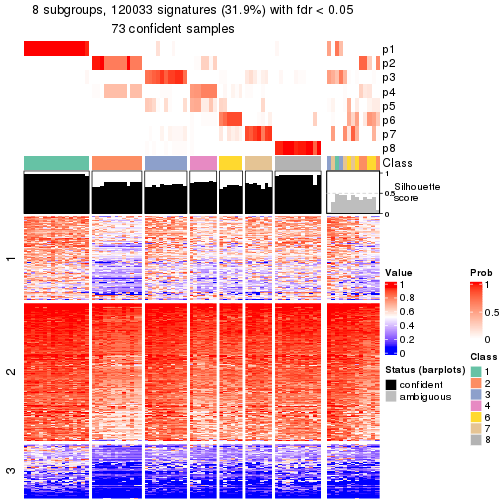 8 subgroups, 120033 signatures (31.9%) with fdr < 0.05
73 confident samples
p1
p2
p3
p4
p5
p6
p7
p8
Class
1
0.5
0
Silhouette
score
1
2
3
Value
1
0.8
0.6
0.4
0.2
0
Prob
1
0.5
0
Status (barplots)
confident
ambiguous
Class
1
2
3
4
6
7
8